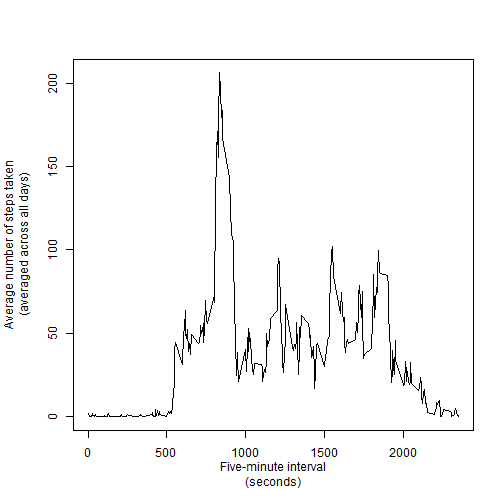 Average number of steps taken
(averaged across all days)
200
150
100
50
0
0
500
1000
1500
2000
Five-minute interval
(seconds)